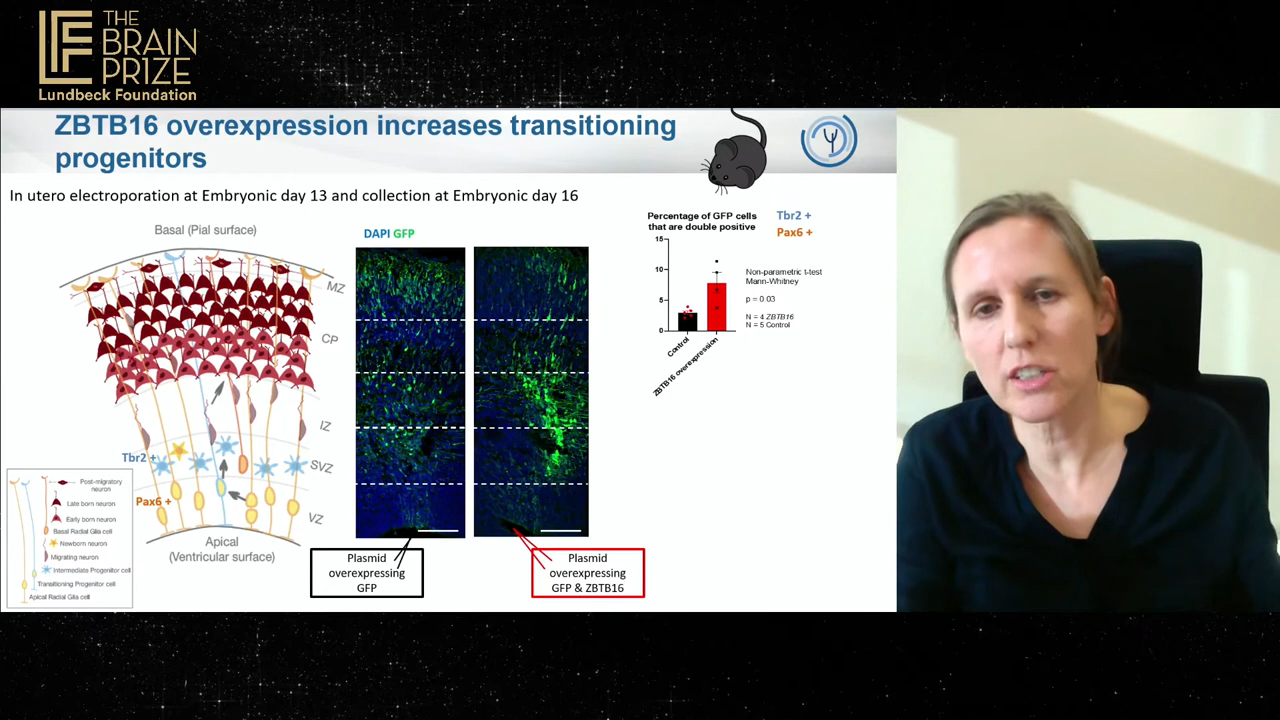 THE
BRAIN
PRIZE
Lundbeck Foundation
ZBTB16 overexpression increases transitioning
progenitors
In utero electroporation at Embryonic day 13 and collection at Embryonic day 16
Basal (Pial surface)
MZ
CP
IZ
Tbr2 +
SVZ
Pax6 +
VZ
Apical
(Ventricular surface)
Post-migratory
neuron
Late born neuron
Early born neuron
Basal Radial Glia cell
Newborn neuron
Migrating neuron
Intermediate Progenitor cell
Transitioning Progenitor cell
Apical Radial Glia cell
DAPI GFP
Plasmid
overexpressing
GFP
Plasmid
overexpressing
GFP & ZBTB16
Percentage of GFP cells
that are double positive
Tbr2 +
Pax6 +
15
10
5
0
Control
ZBTB16 overexpression
Non-parametric t-test
Mann-Whitney
p = 0.03
N = 4 ZBTB16
N = 5 Control